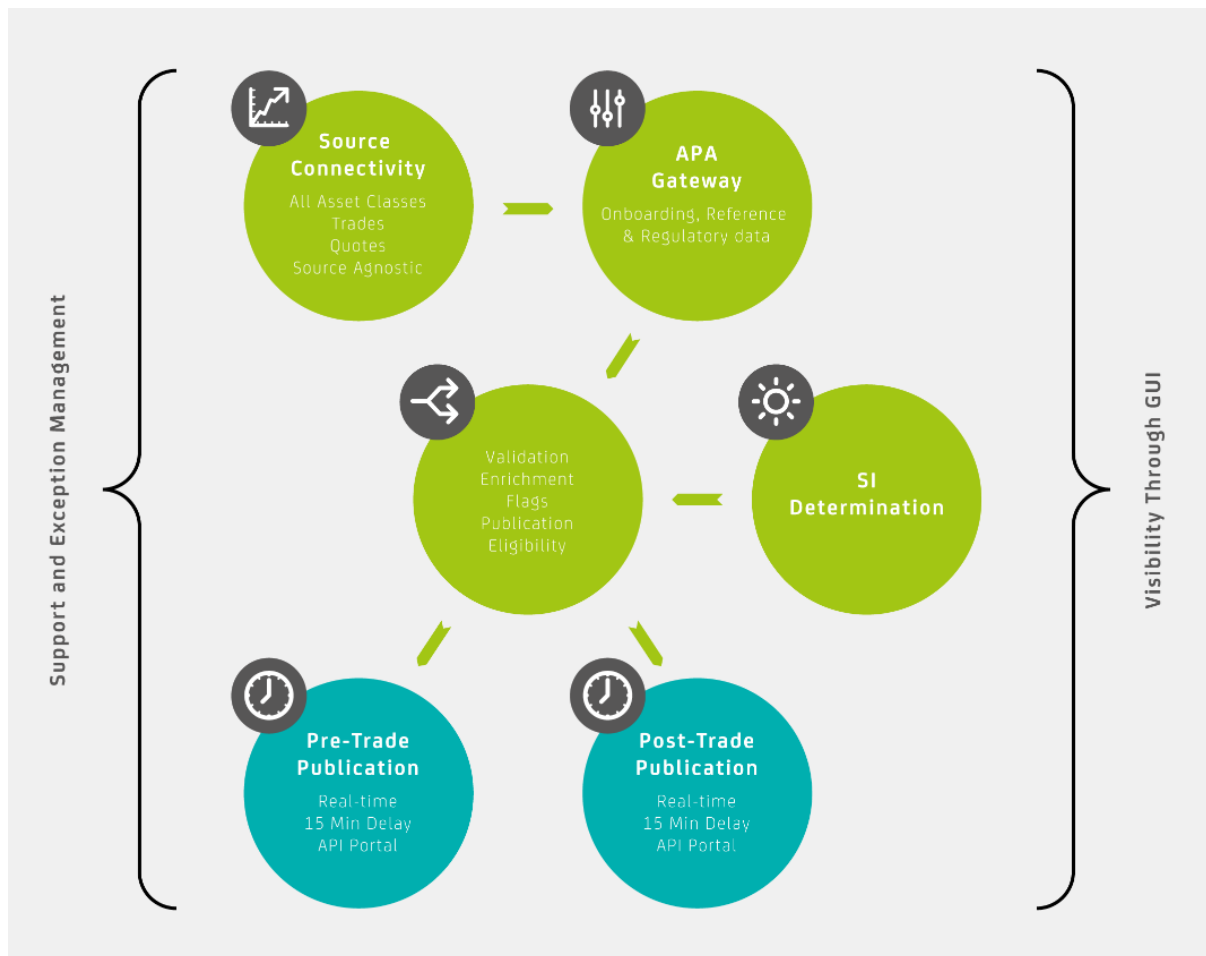 Support and Exception Management
Source
Connectivity
All Asset Classes
Trades
Quotes
Source Agnostic
APA
Gateway
Onboarding, Reference
& Regulatory data
Validation
Enrichment
Flags
Publication
Eligibility
SI
Determination
Pre-Trade
Publication
Real-time
15 Min Delay
API Portal
Post-Trade
Publication
Real-time
15 Min Delay
API Portal
Visibility Through GUI